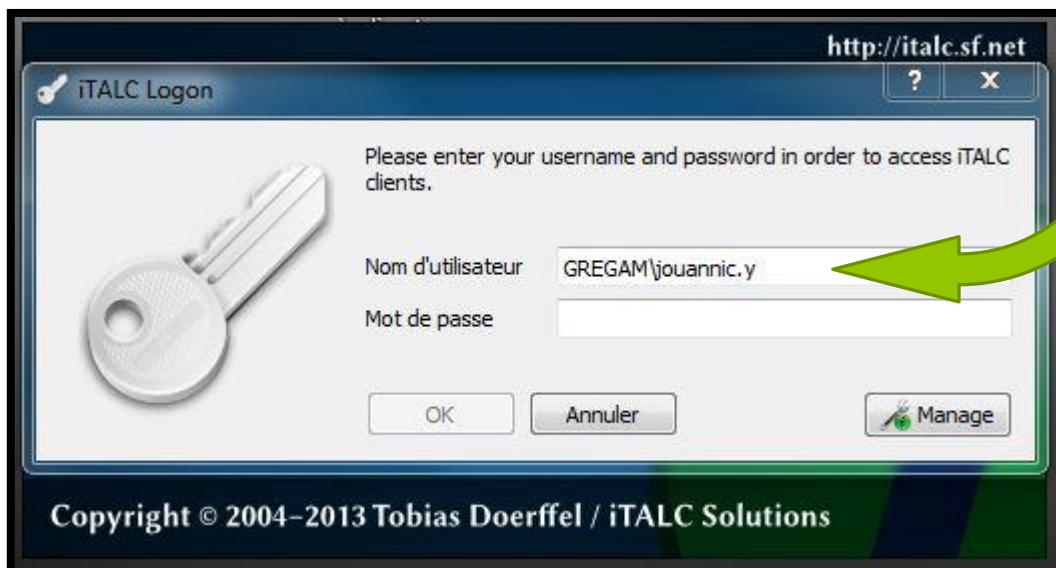 http://italc.sf.net
iTALC Logon
? X
Please enter your username and password in order to access iTALC
clients.
Nom d'utilisateur GREGAM\jouannic.y
Mot de passe
OK Annuler Manage
Copyright © 2004–2013 Tobias Doerffel / iTALC Solutions